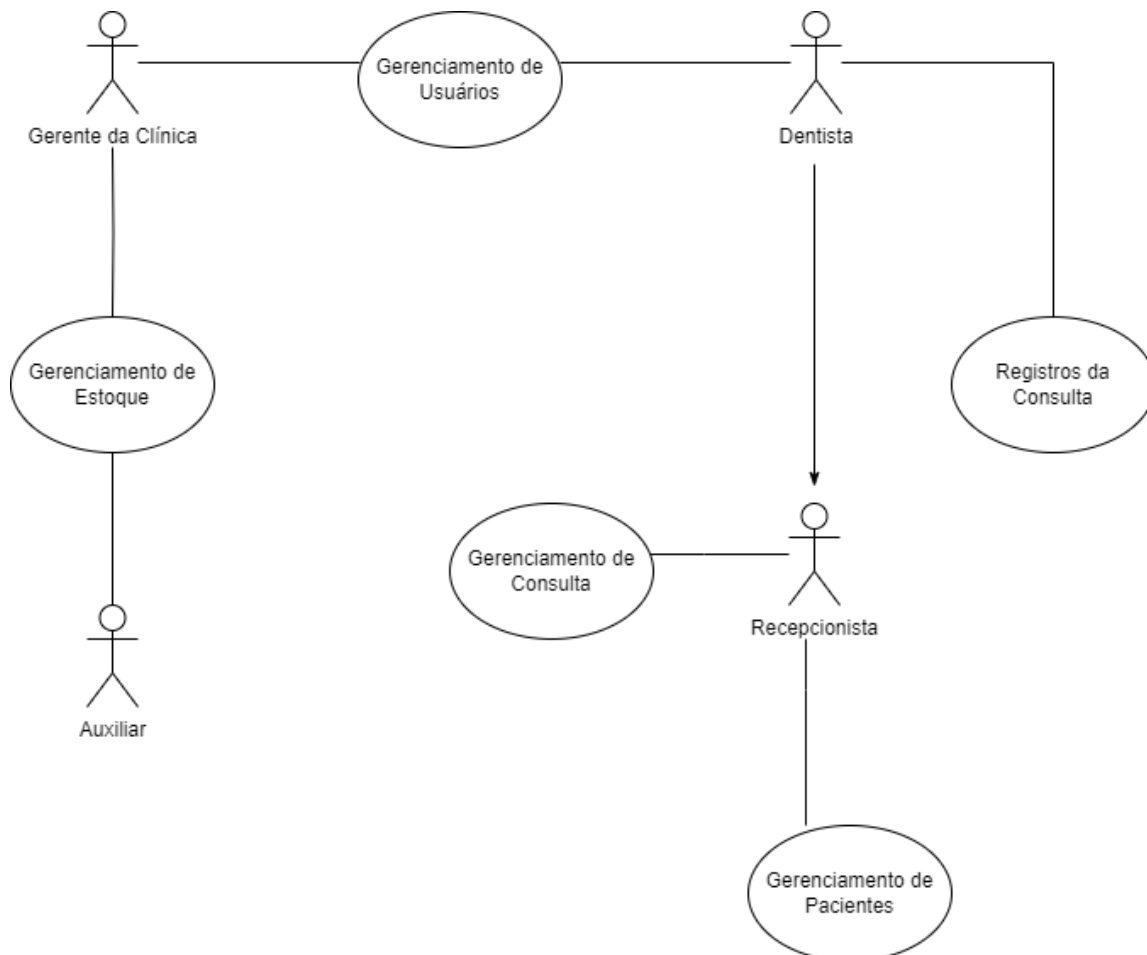 Gerenciamento de
Usuários
Gerente da Clínica
Dentista
Gerenciamento de
Estoque
Registros da
Consulta
Gerenciamento de
Consulta
Recepcionista
Auxiliar
Gerenciamento de
Pacientes